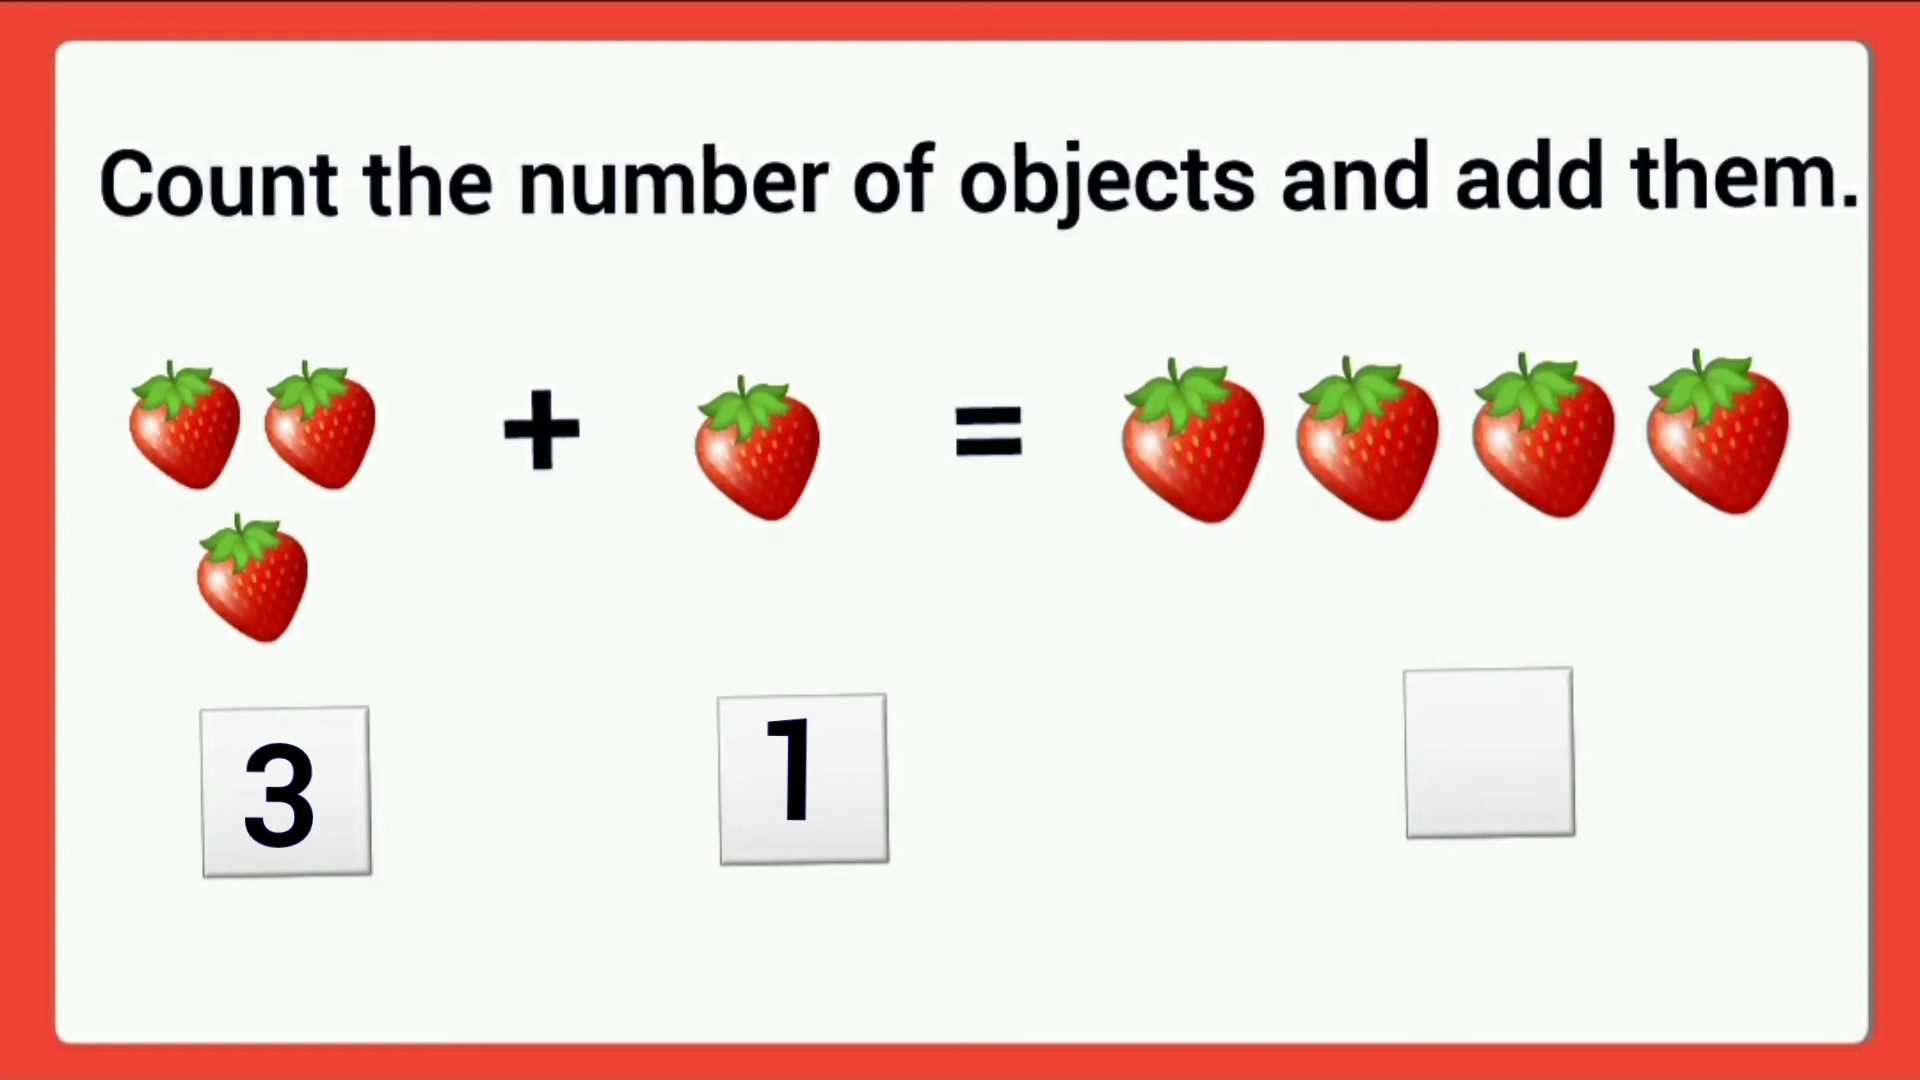 Count the number of objects and add them.
+ =
3 1